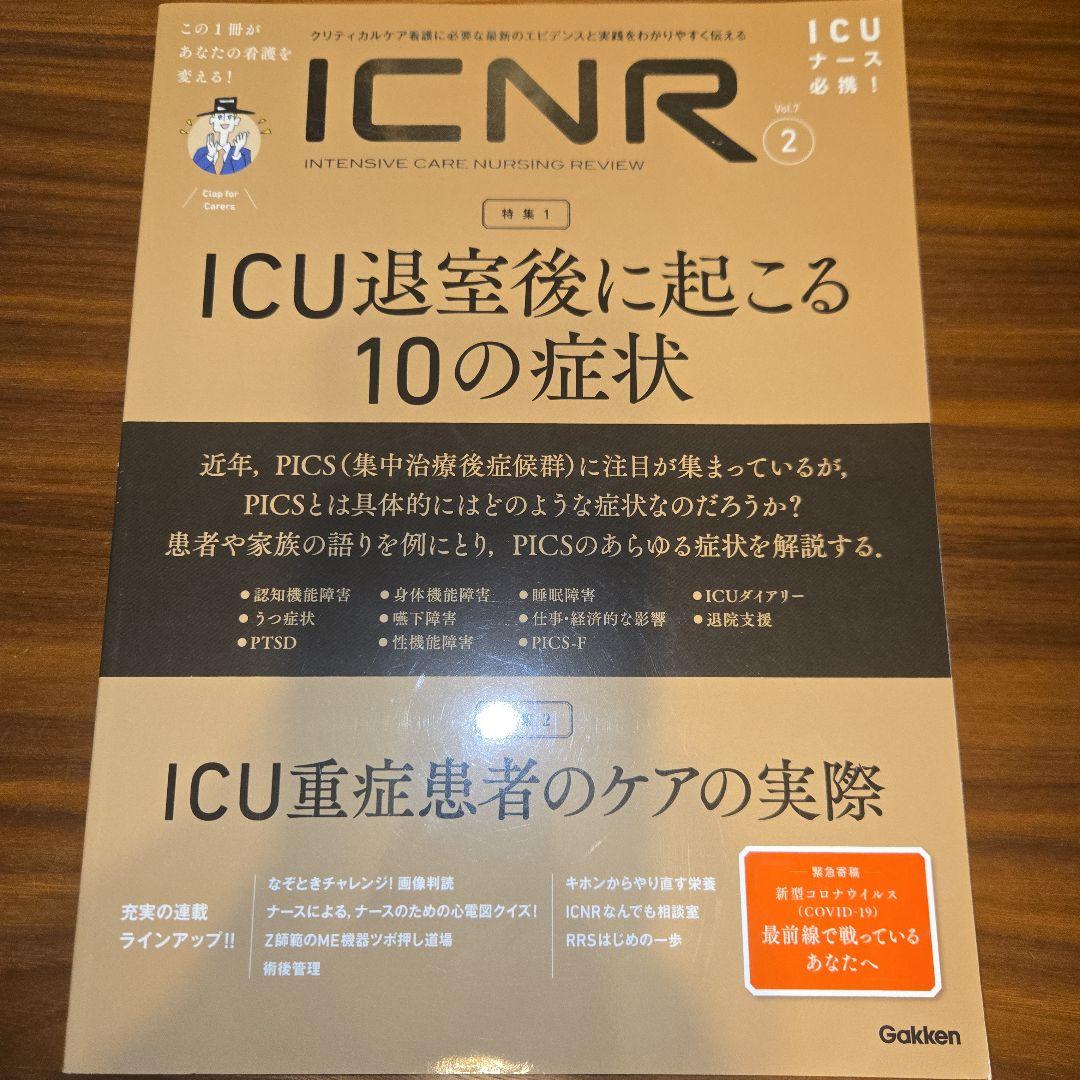 この1冊が
あなたの看護を
変える!
Clap for
Carers
クリティカルケア看護に必要な最新のエビデンスと実践をわかりやすく伝える
ICNR
INTENSIVE CARE NURSING REVIEW
ICU
ナース
必携!
Vol.7
2
特集1
ICU退室後に起こる
10の症状
近年,PICS(集中治療後症候群)に注目が集まっているが,
PICSとは具体的にはどのような症状なのだろうか?
患者や家族の語りを例にとり,PICSのあらゆる症状を解説する.
●認知機能障害 ●身体機能障害 ●睡眠障害 ●ICUダイアリー
●うつ症状 ●嚥下障害 ●仕事・経済的な影響 ●退院支援
●PTSD ●性機能障害 ●PICS-F
2
ICU重症患者のケアの実際
充実の連載
ラインアップ!!
なぞときチャレンジ!画像判読
ナースによる,ナースのための心電図クイズ!
Z師範のME機器ツボ押し道場
術後管理
キホンからやり直す栄養
ICNRなんでも相談室
RRSはじめの一歩
緊急寄稿
新型コロナウイルス
(COVID-19)
最前線で戦っている
あなたへ
Gakken